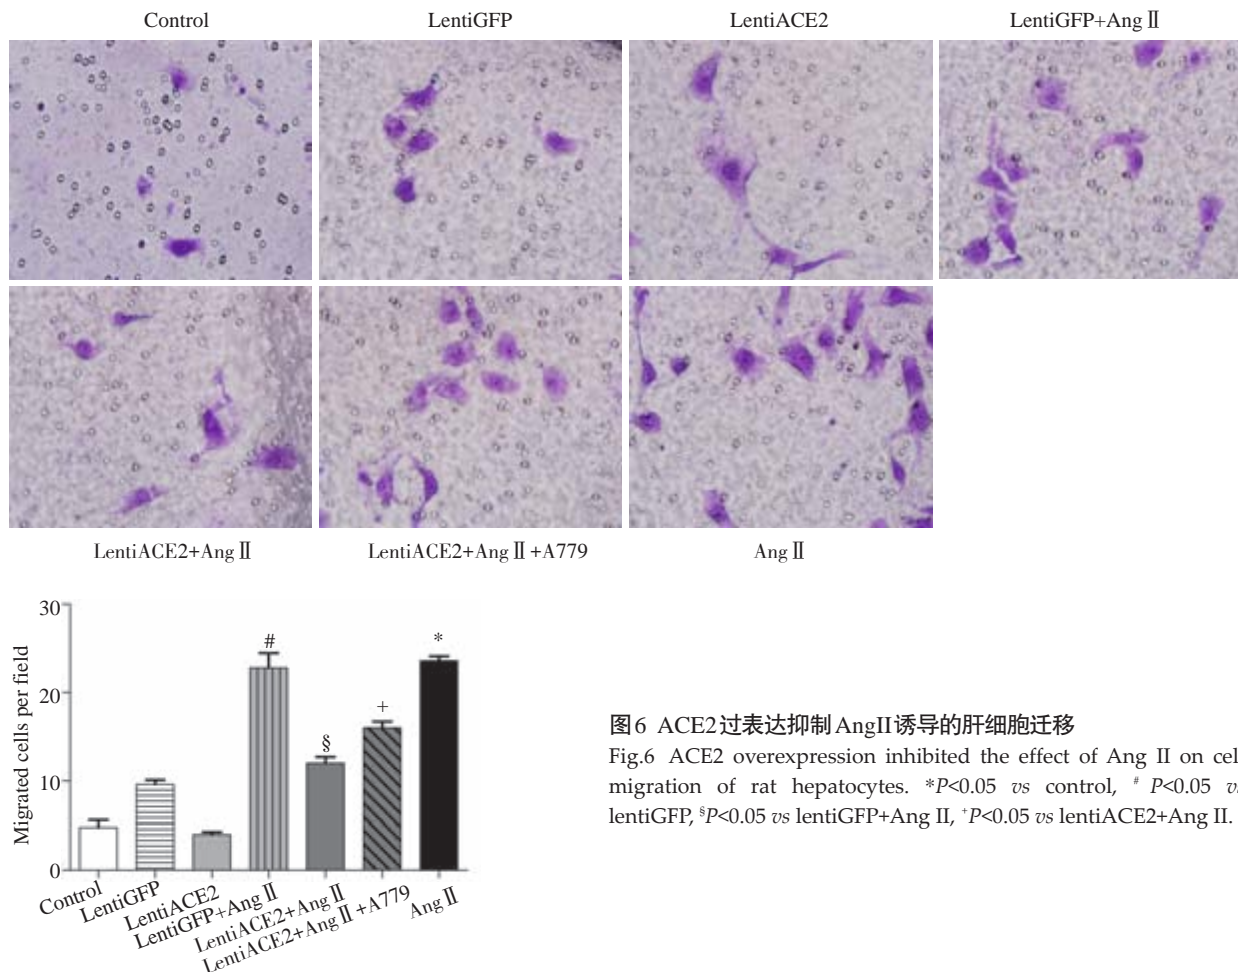 Control LentiGFP LentiACE2 LentiGFP+Ang Ⅱ
LentiACE2+Ang Ⅱ LentiACE2+Ang Ⅱ+A779 Ang Ⅱ
30
20
10
0
Migrated cells per field
#
§
+
*
Control
LentiGFP
LentiACE2
LentiGFP+Ang Ⅱ
LentiACE2+Ang Ⅱ
LentiACE2+Ang Ⅱ+A779
Ang Ⅱ
图6 ACE2过表达抑制AngII诱导的肝细胞迁移
Fig.6 ACE2 overexpression inhibited the effect of Ang II on cel
migration of rat hepatocytes. *P<0.05 vs control, # P<0.05 v
lentiGFP, §P<0.05 vs lentiGFP+Ang II, +P<0.05 vs lentiACE2+Ang II.